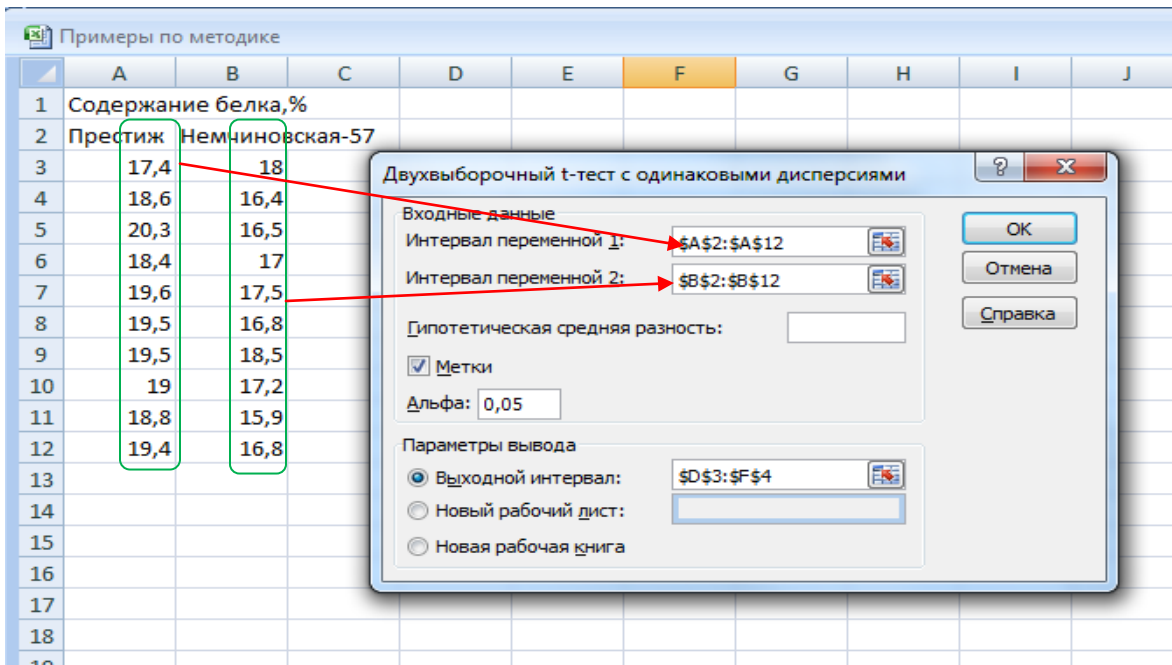 Примеры по методике
A B C D E F G H I J
1 Содержание белка,%
2 Престиж Немчиновская-57
3 17,4 18
4 18,6 16,4
5 20,3 16,5
6 18,4 17
7 19,6 17,5
8 19,5 16,8
9 19,5 18,5
10 19 17,2
11 18,8 15,9
12 19,4 16,8
13
14
15
16
17
18
Двухвыборочный t-тест с одинаковыми дисперсиями
Входные данные
Интервал переменной 1: $A$2:$A$12
Интервал переменной 2: $B$2:$B$12
Гипотетическая средняя разность:
Метки
Альфа: 0,05
Параметры вывода
Выходной интервал: $D$3:$F$4
Новый рабочий лист:
Новая рабочая книга
ОК
Отмена
Справка